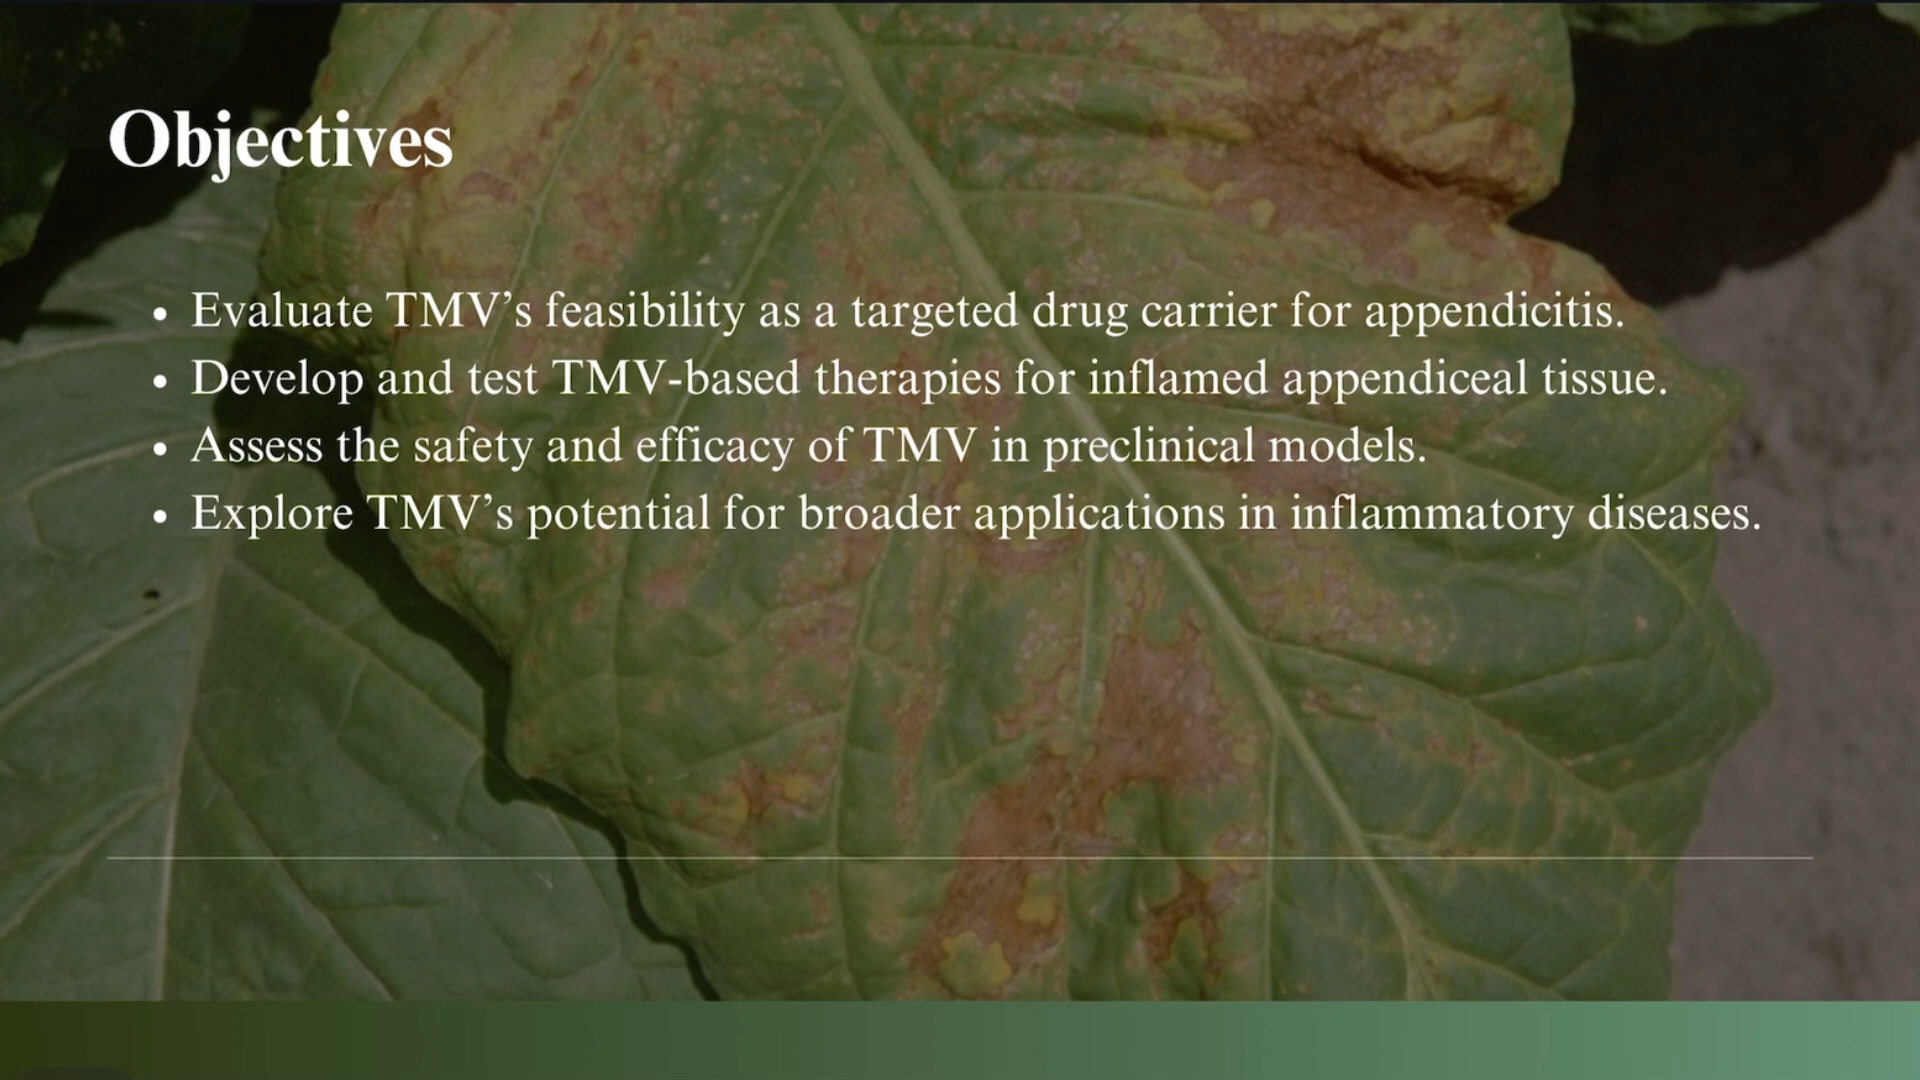 Objectives
• Evaluate TMV’s feasibility as a targeted drug carrier for appendicitis.
• Develop and test TMV-based therapies for inflamed appendiceal tissue.
• Assess the safety and efficacy of TMV in preclinical models.
• Explore TMV’s potential for broader applications in inflammatory diseases.